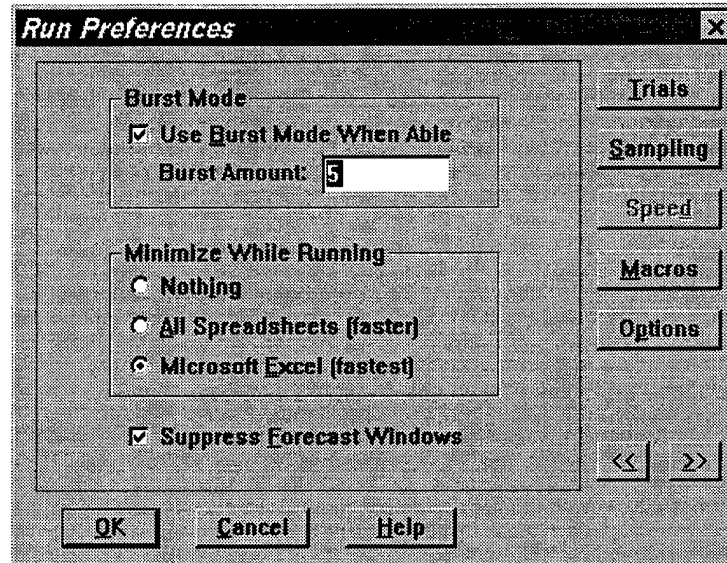 Run Preferences
Burst Mode
Use Burst Mode When Able
Burst Amount: 5
Minimize While Running
Nothing
All Spreadsheets (faster)
Microsoft Excel (fastest)
Suppress Forecast Windows
Trials
Sampling
Speed
Macros
Options
<< >>
OK Cancel Help